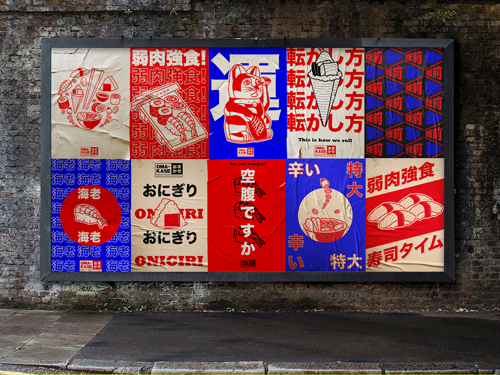 弱肉強食!
弱肉強食!
弱肉強食!
運
転がし方
転がし方
転がし方
転がし方
This is how we roll
OMA-
KASE
海老
海老
OMA-
KASE
おにぎり
ONIGIRI
おにぎり
ONIGIRI
Are you Hungry?
空腹ですか
辛い
特大
辛い
特大
弱肉強食
寿司タイム